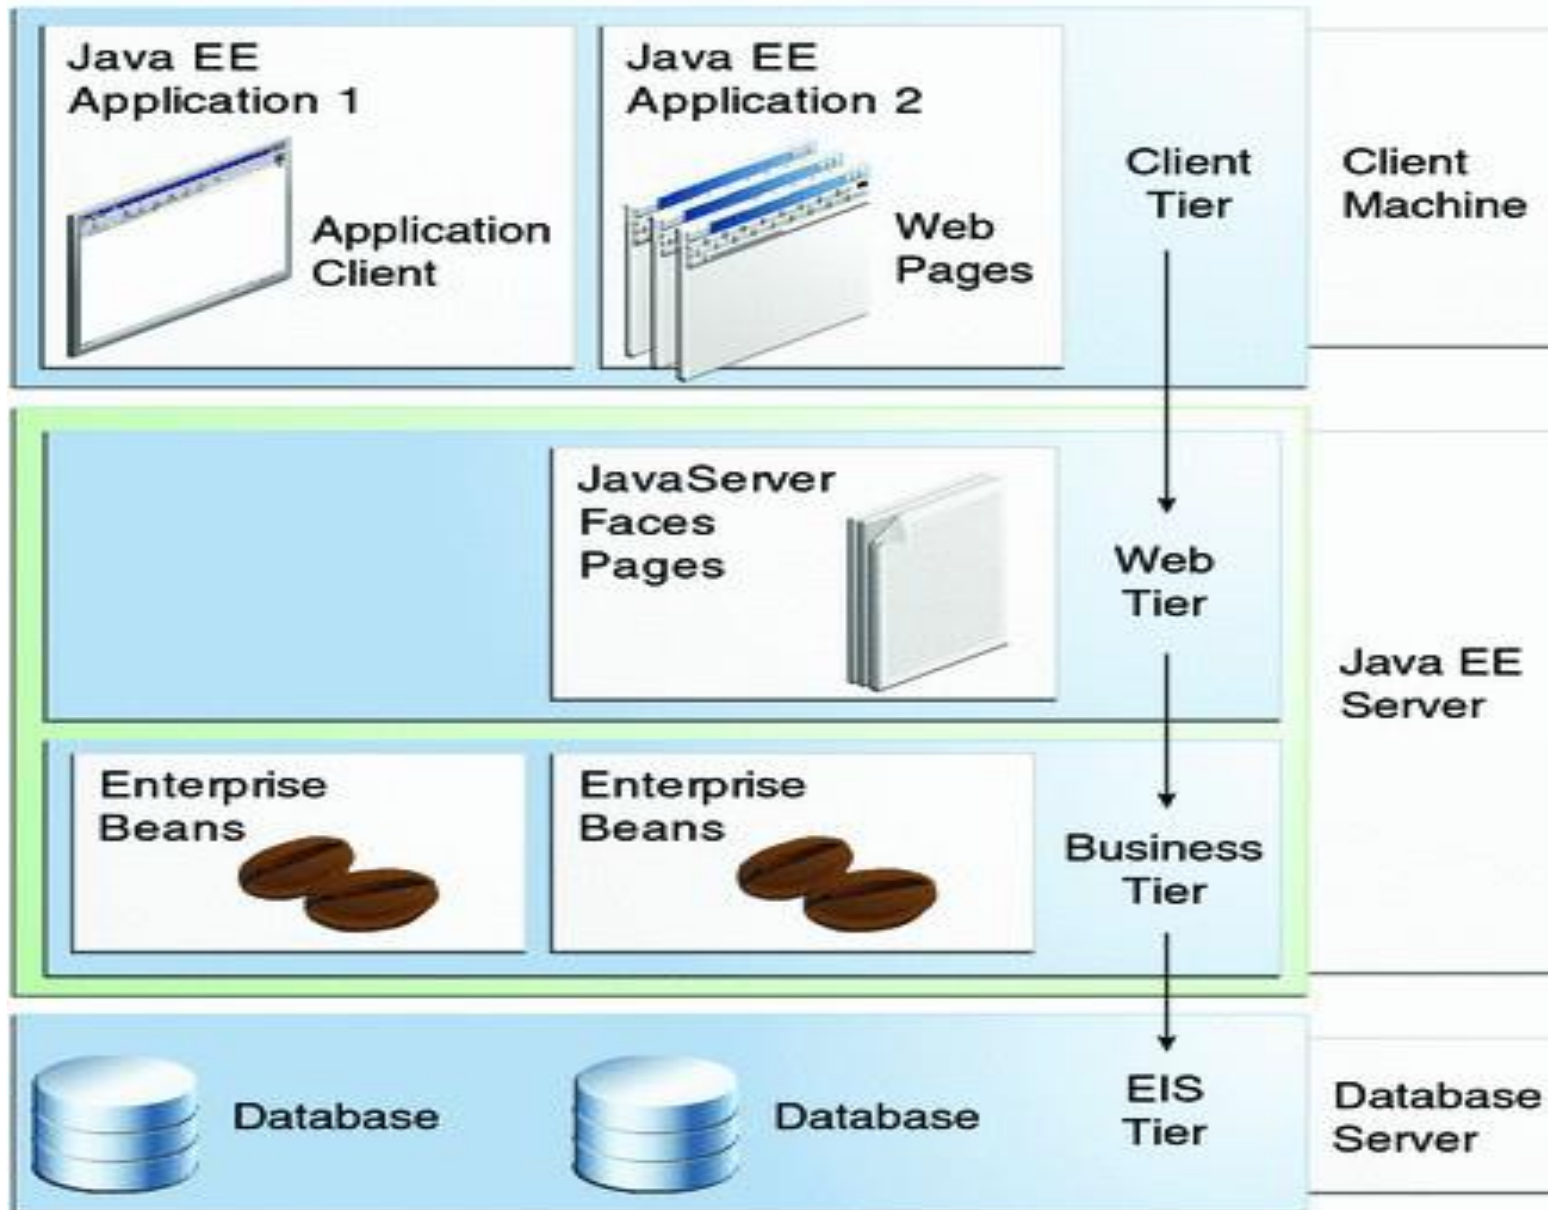 Java EE
Application 1
Application
Client
Java EE
Application 2
Web
Pages
Client
Tier
Client
Machine
JavaServer
Faces
Pages
Web
Tier
Java EE
Server
Enterprise
Beans
Enterprise
Beans
Business
Tier
Database
Database
EIS
Tier
Database
Server